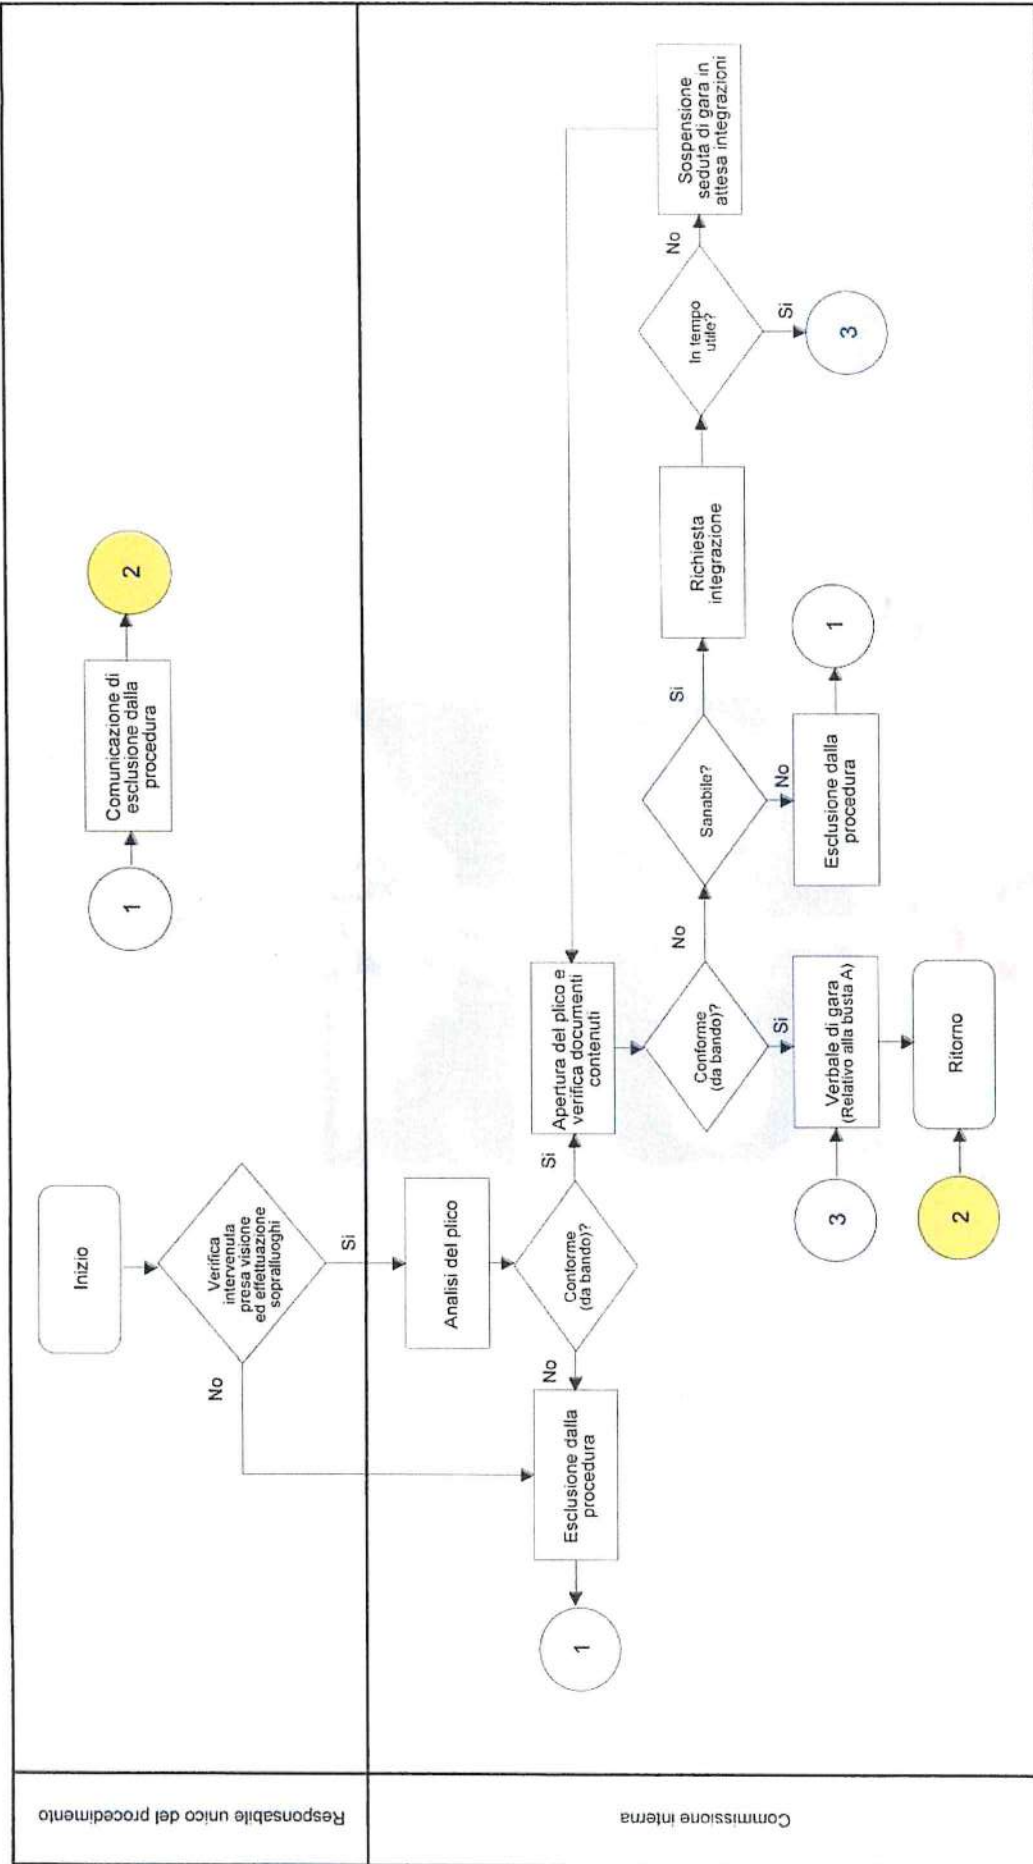 Responsabile unico del procedimento
Inizio
Verifica
intervenuta
presa visione
ed effettuazione
sopralluoghi
No
Si
1
Comunicazione di
esclusione dalla
procedura
2
Commissione interna
1
Esclusione dalla
procedura
No
Analisi del plico
Conforme
(da bando)?
Si
Apertura del plico e
verifica documenti
contenuti
Conforme
(da bando)?
No
Si
3
Verbale di gara
(Relativo alla busta A)
2
Ritorno
Sanabile?
Si
No
Esclusione dalla
procedura
1
Richiesta
integrazione
In tempo
utile?
No
Si
3
Sospensione
seduta di gara in
attesa integrazioni